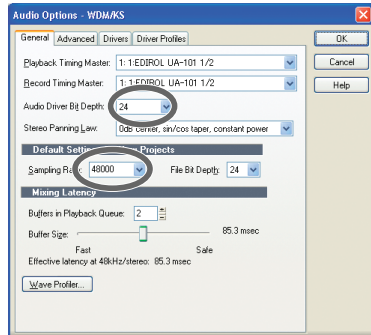 Audio Options - WDM/KS
General Advanced Drivers Driver Profiles
OK
Playback Timing Master: 1: 1:EDIROL UA-101 1/2
Cancel
Record Timing Master: 1: 1:EDIROL UA-101 1/2
Help
Audio Driver Bit Depth: 24
Stereo Panning Law: 0dB center, sin/cos taper, constant power
Default Projects
Sampling 48000 File Bit Depth: 24
Mixing Latency
Buffers in Playback Queue: 2
Buffer Size: 85.3 msec
Fast Safe
Effective latency at 48kHz/stereo: 85.3 msec
Wave Profiler...